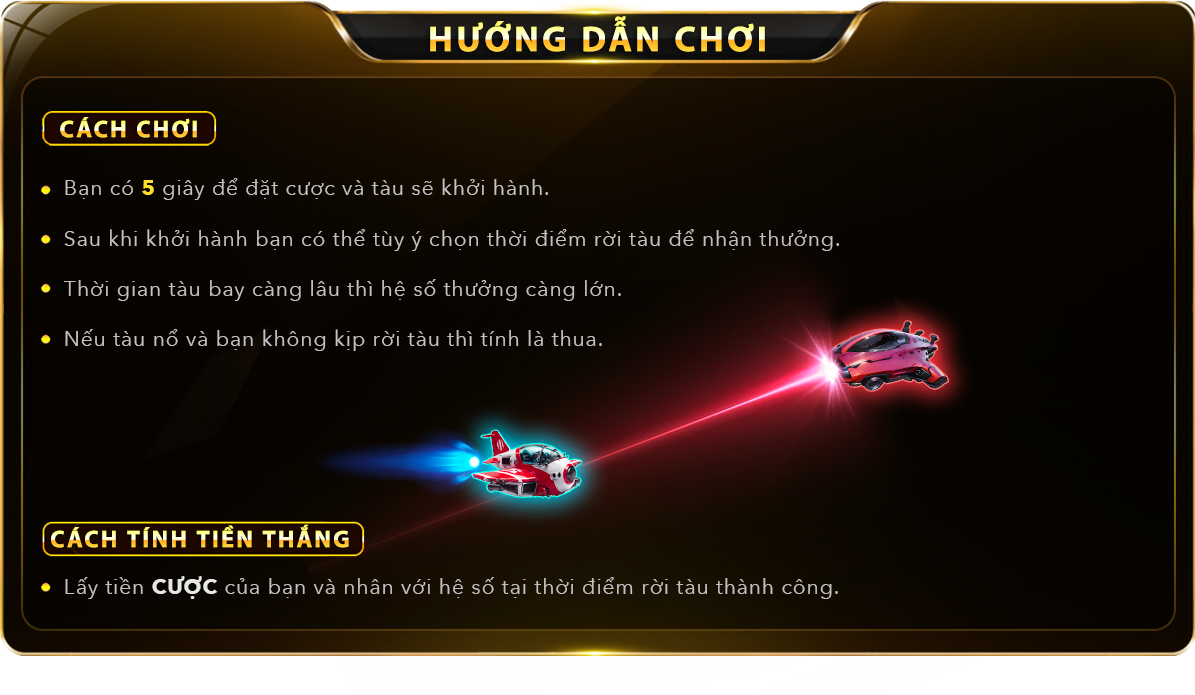 HƯỚNG DẪN CHƠI
CÁCH CHƠI
Bạn có 5 giây để đặt cược và tàu sẽ khởi hành.
Sau khi khởi hành bạn có thể tùy ý chọn thời điểm rời tàu để nhận thưởng.
Thời gian tàu bay càng lâu thì hệ số thưởng càng lớn.
Nếu tàu nổ và bạn không kịp rời tàu thì tính là thua.
CÁCH TÍNH TIỀN THẮNG
Lấy tiền CƯỢC của bạn và nhân với hệ số tại thời điểm rời tàu thành công.